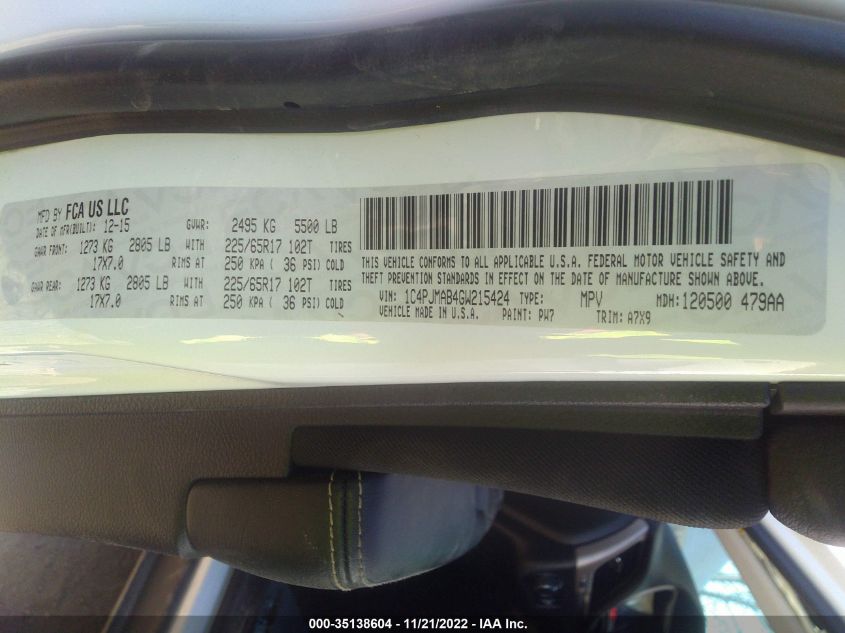 MFD BY FCA US LLC
DATE OF MFR(BUILT): 12-15 GVWR: 2495 KG 5500 LB
GAWR FRONT: 1273 KG 2805 LB WITH 225/65R17 102T TIRES
17X7.0 RIMS AT 250 KPA ( 36 PSI) COLD
GAWR REAR: 1273 KG 2805 LB WITH 225/65R17 102T TIRES
17X7.0 RIMS AT 250 KPA ( 36 PSI) COLD
THIS VEHICLE CONFORMS TO ALL APPLICABLE U.S.A. FEDERAL MOTOR VEHICLE SAFETY AND
THEFT PREVENTION STANDARDS IN EFFECT ON THE DATE OF MANUFACTURE SHOWN ABOVE.
VIN: 1C4PJMAB4GW215424 TYPE: MPV MDH: 120500 479AA
VEHICLE MADE IN U.S.A. PAINT: PW7 TRIM: A7X9
000-35138604 - 11/21/2022 - IAA Inc.